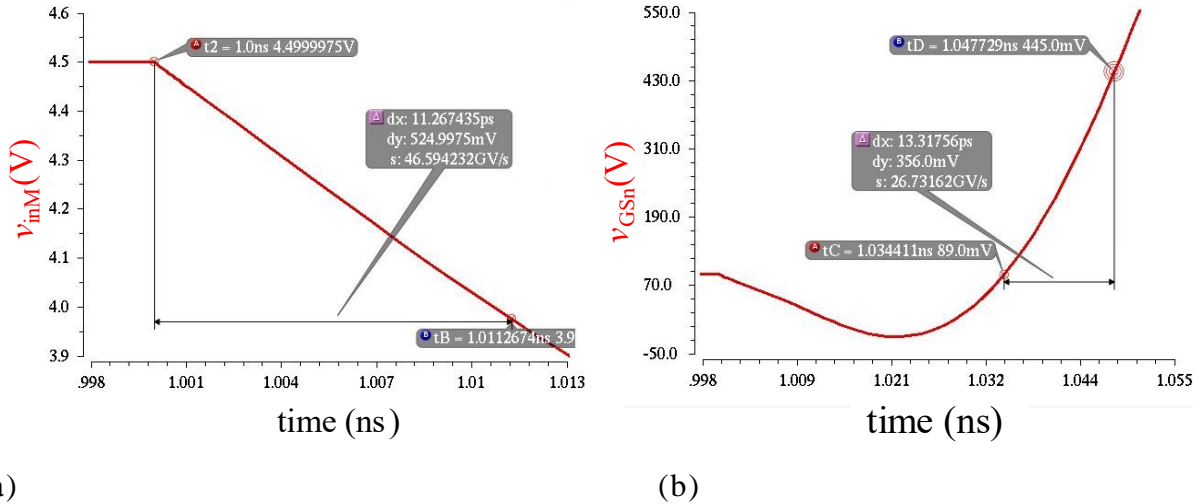 4.6
4.5
4.4
4.3
4.2
4.1
4.0
3.9
vinM(V)
A t2 = 1.0ns 4.4999975V
Δ dx: 11.267435ps
dy: 524.9975mV
s: 46.594232GV/s
B tB = 1.0112674ns 3.9
.998 1.001 1.004 1.007 1.01 1.013
time (ns)
a)
550.0
430.0
310.0
190.0
70.0
-50.0
vGSn(V)
B tD = 1.047729ns 445.0mV
Δ dx: 13.31756ps
dy: 356.0mV
s: 26.73162GV/s
A tC = 1.034411ns 89.0mV
.998 1.009 1.021 1.032 1.044 1.055
time (ns)
(b)